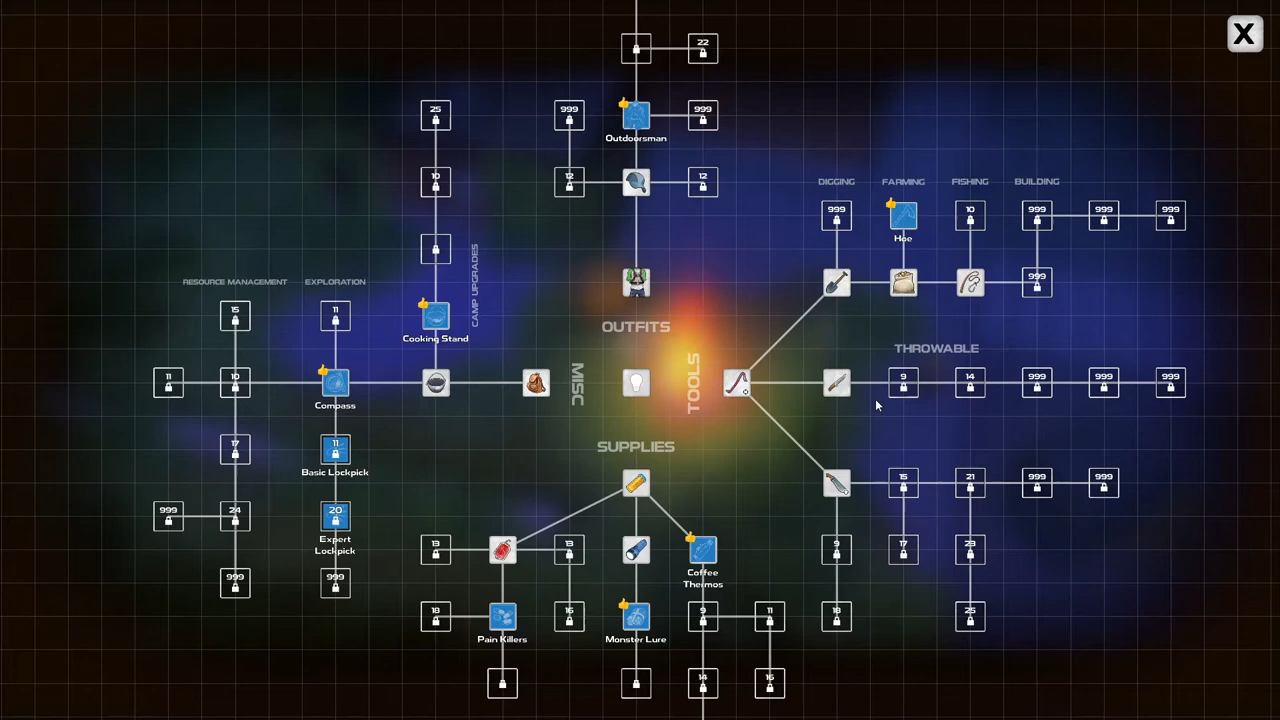 X
22
25
999
999
Outdoorsman
10
12
12
DIGGING
FARMING
FISHING
BUILDING
999
Hoe
10
999
999
999
999
CAMP UPGRADES
RESOURCE MANAGEMENT
EXPLORATION
15
11
Cooking Stand
OUTFITS
THROWABLE
11
10
Compass
MISC
TOOLS
9
14
999
999
999
SUPPLIES
17
11
Basic Lockpick
15
21
999
999
999
24
20
Expert
Lockpick
13
13
Coffee
Thermos
9
17
23
999
999
18
Pain Killers
16
Monster Lure
9
11
18
25
14
16